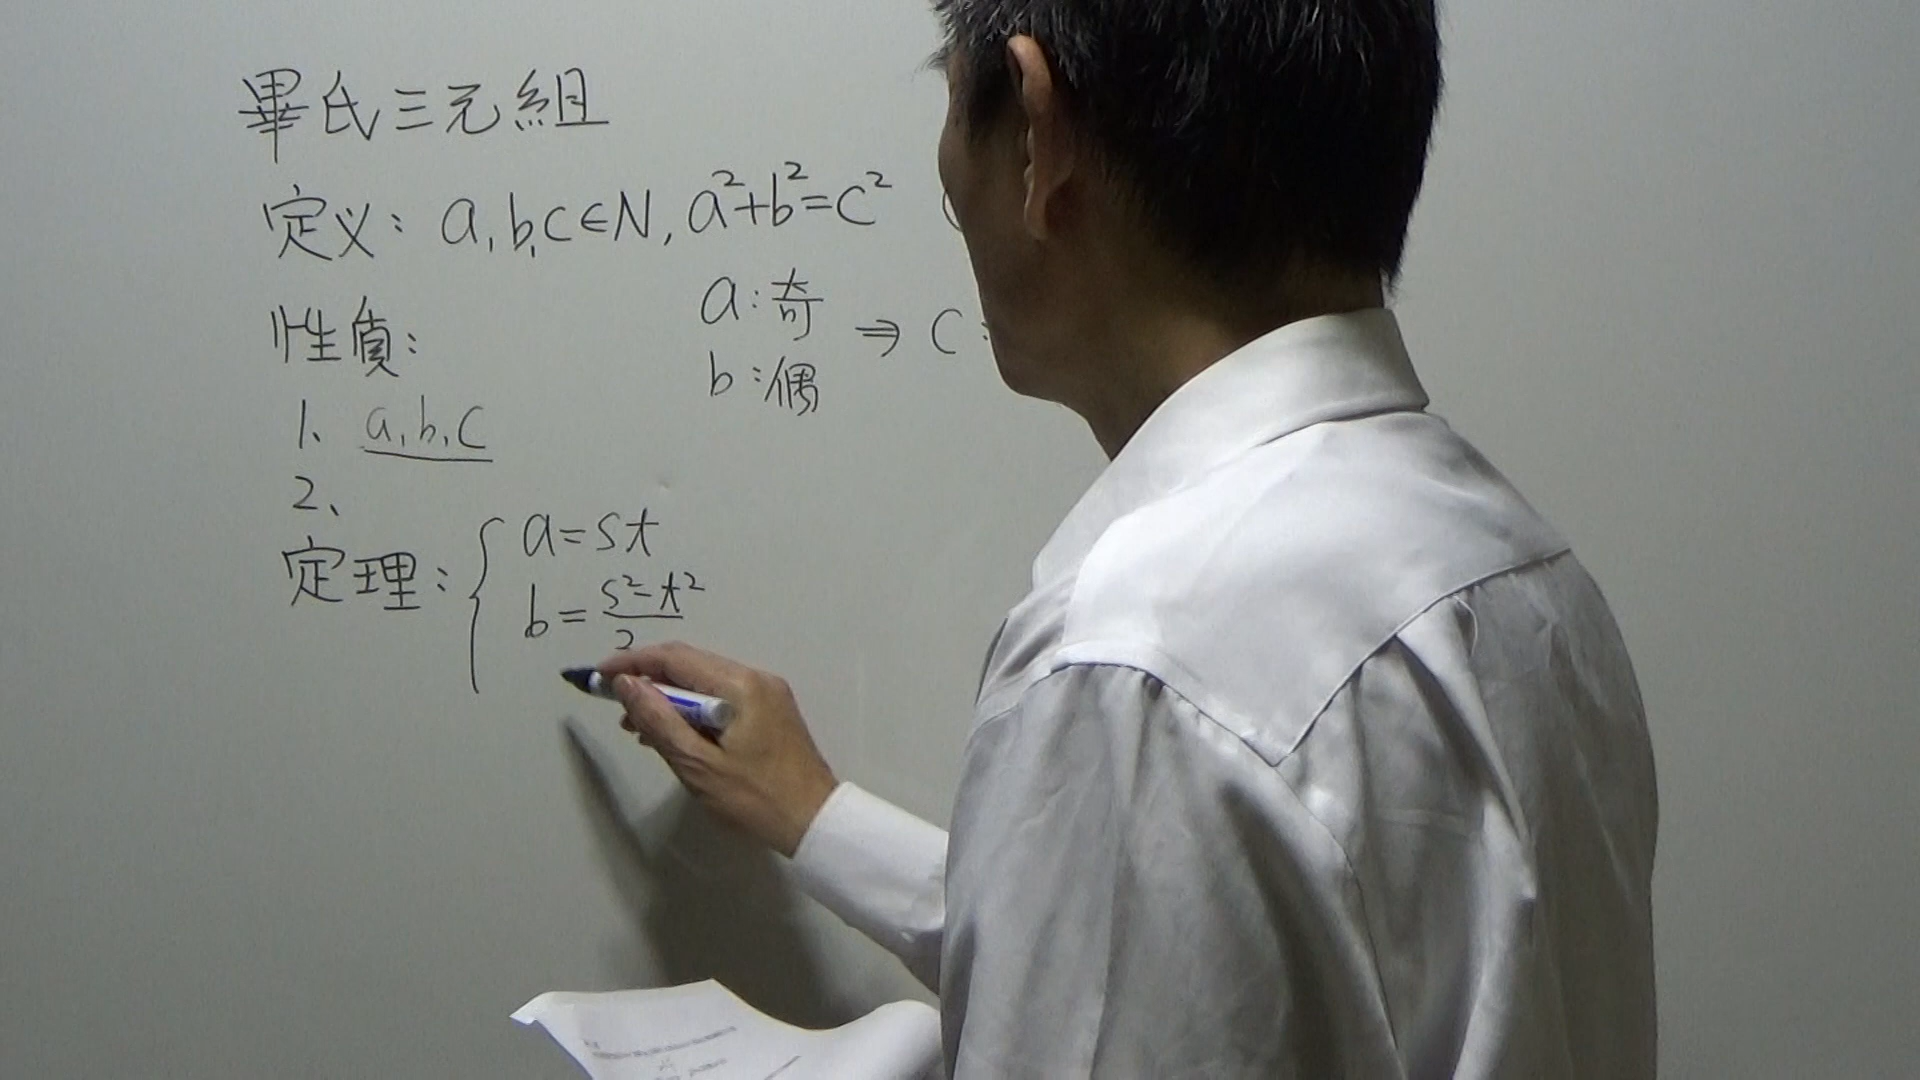 畢氏三元組
定义: a,b,c∈N, a²+b²=c²
性質:
a:奇
b:偶
⇒ c:
1、 a,b,c
2、
定理: { a=st
b= s²-t² / 2